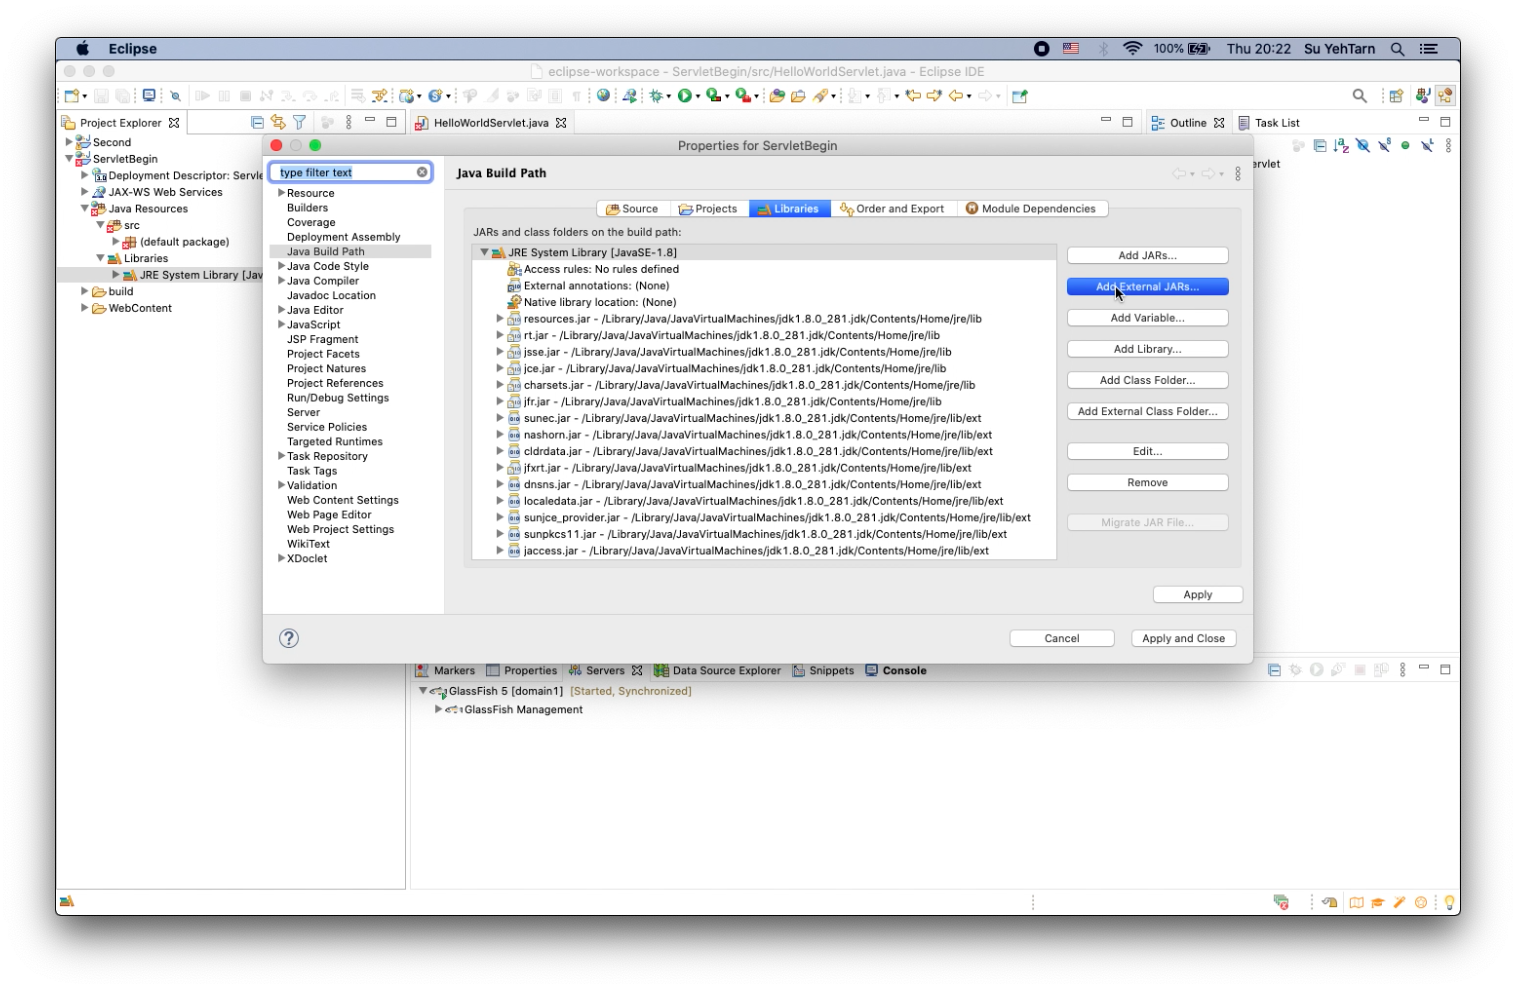 Eclipse
100%
Thu 20:22
Su YehTarn
eclipse-workspace - ServletBegin/src/HelloWorldServlet.java - Eclipse IDE
Project Explorer
HelloWorldServlet.java
Outline
Task List
Second
ServletBegin
Deployment Descriptor: Servle
JAX-WS Web Services
Java Resources
src
(default package)
Libraries
JRE System Library [Jav
build
WebContent
ervlet
Properties for ServletBegin
type filter text
Resource
Builders
Coverage
Deployment Assembly
Java Build Path
Java Code Style
Java Compiler
Javadoc Location
Java Editor
JavaScript
JSP Fragment
Project Facets
Project Natures
Project References
Run/Debug Settings
Server
Service Policies
Targeted Runtimes
Task Repository
Task Tags
Validation
Web Content Settings
Web Page Editor
Web Project Settings
WikiText
XDoclet
Java Build Path
Source
Projects
Libraries
Order and Export
Module Dependencies
JARs and class folders on the build path:
JRE System Library [JavaSE-1.8]
Access rules: No rules defined
External annotations: (None)
Native library location: (None)
resources.jar - /Library/Java/JavaVirtualMachines/jdk1.8.0_281.jdk/Contents/Home/jre/lib
rt.jar - /Library/Java/JavaVirtualMachines/jdk1.8.0_281.jdk/Contents/Home/jre/lib
jsse.jar - /Library/Java/JavaVirtualMachines/jdk1.8.0_281.jdk/Contents/Home/jre/lib
jce.jar - /Library/Java/JavaVirtualMachines/jdk1.8.0_281.jdk/Contents/Home/jre/lib
charsets.jar - /Library/Java/JavaVirtualMachines/jdk1.8.0_281.jdk/Contents/Home/jre/lib
jfr.jar - /Library/Java/JavaVirtualMachines/jdk1.8.0_281.jdk/Contents/Home/jre/lib
sunec.jar - /Library/Java/JavaVirtualMachines/jdk1.8.0_281.jdk/Contents/Home/jre/lib/ext
nashorn.jar - /Library/Java/JavaVirtualMachines/jdk1.8.0_281.jdk/Contents/Home/jre/lib/ext
cldrdata.jar - /Library/Java/JavaVirtualMachines/jdk1.8.0_281.jdk/Contents/Home/jre/lib/ext
jfxrt.jar - /Library/Java/JavaVirtualMachines/jdk1.8.0_281.jdk/Contents/Home/jre/lib/ext
dnsns.jar - /Library/Java/JavaVirtualMachines/jdk1.8.0_281.jdk/Contents/Home/jre/lib/ext
localedata.jar - /Library/Java/JavaVirtualMachines/jdk1.8.0_281.jdk/Contents/Home/jre/lib/ext
sunjce_provider.jar - /Library/Java/JavaVirtualMachines/jdk1.8.0_281.jdk/Contents/Home/jre/lib/ext
sunpkcs11.jar - /Library/Java/JavaVirtualMachines/jdk1.8.0_281.jdk/Contents/Home/jre/lib/ext
jaccess.jar - /Library/Java/JavaVirtualMachines/jdk1.8.0_281.jdk/Contents/Home/jre/lib/ext
Add JARs...
Add External JARs...
Add Variable...
Add Library...
Add Class Folder...
Add External Class Folder...
Edit...
Remove
Migrate JAR File...
Apply
Cancel
Apply and Close
Markers
Properties
Servers
Data Source Explorer
Snippets
Console
GlassFish 5 [domain1] [Started, Synchronized]
GlassFish Management